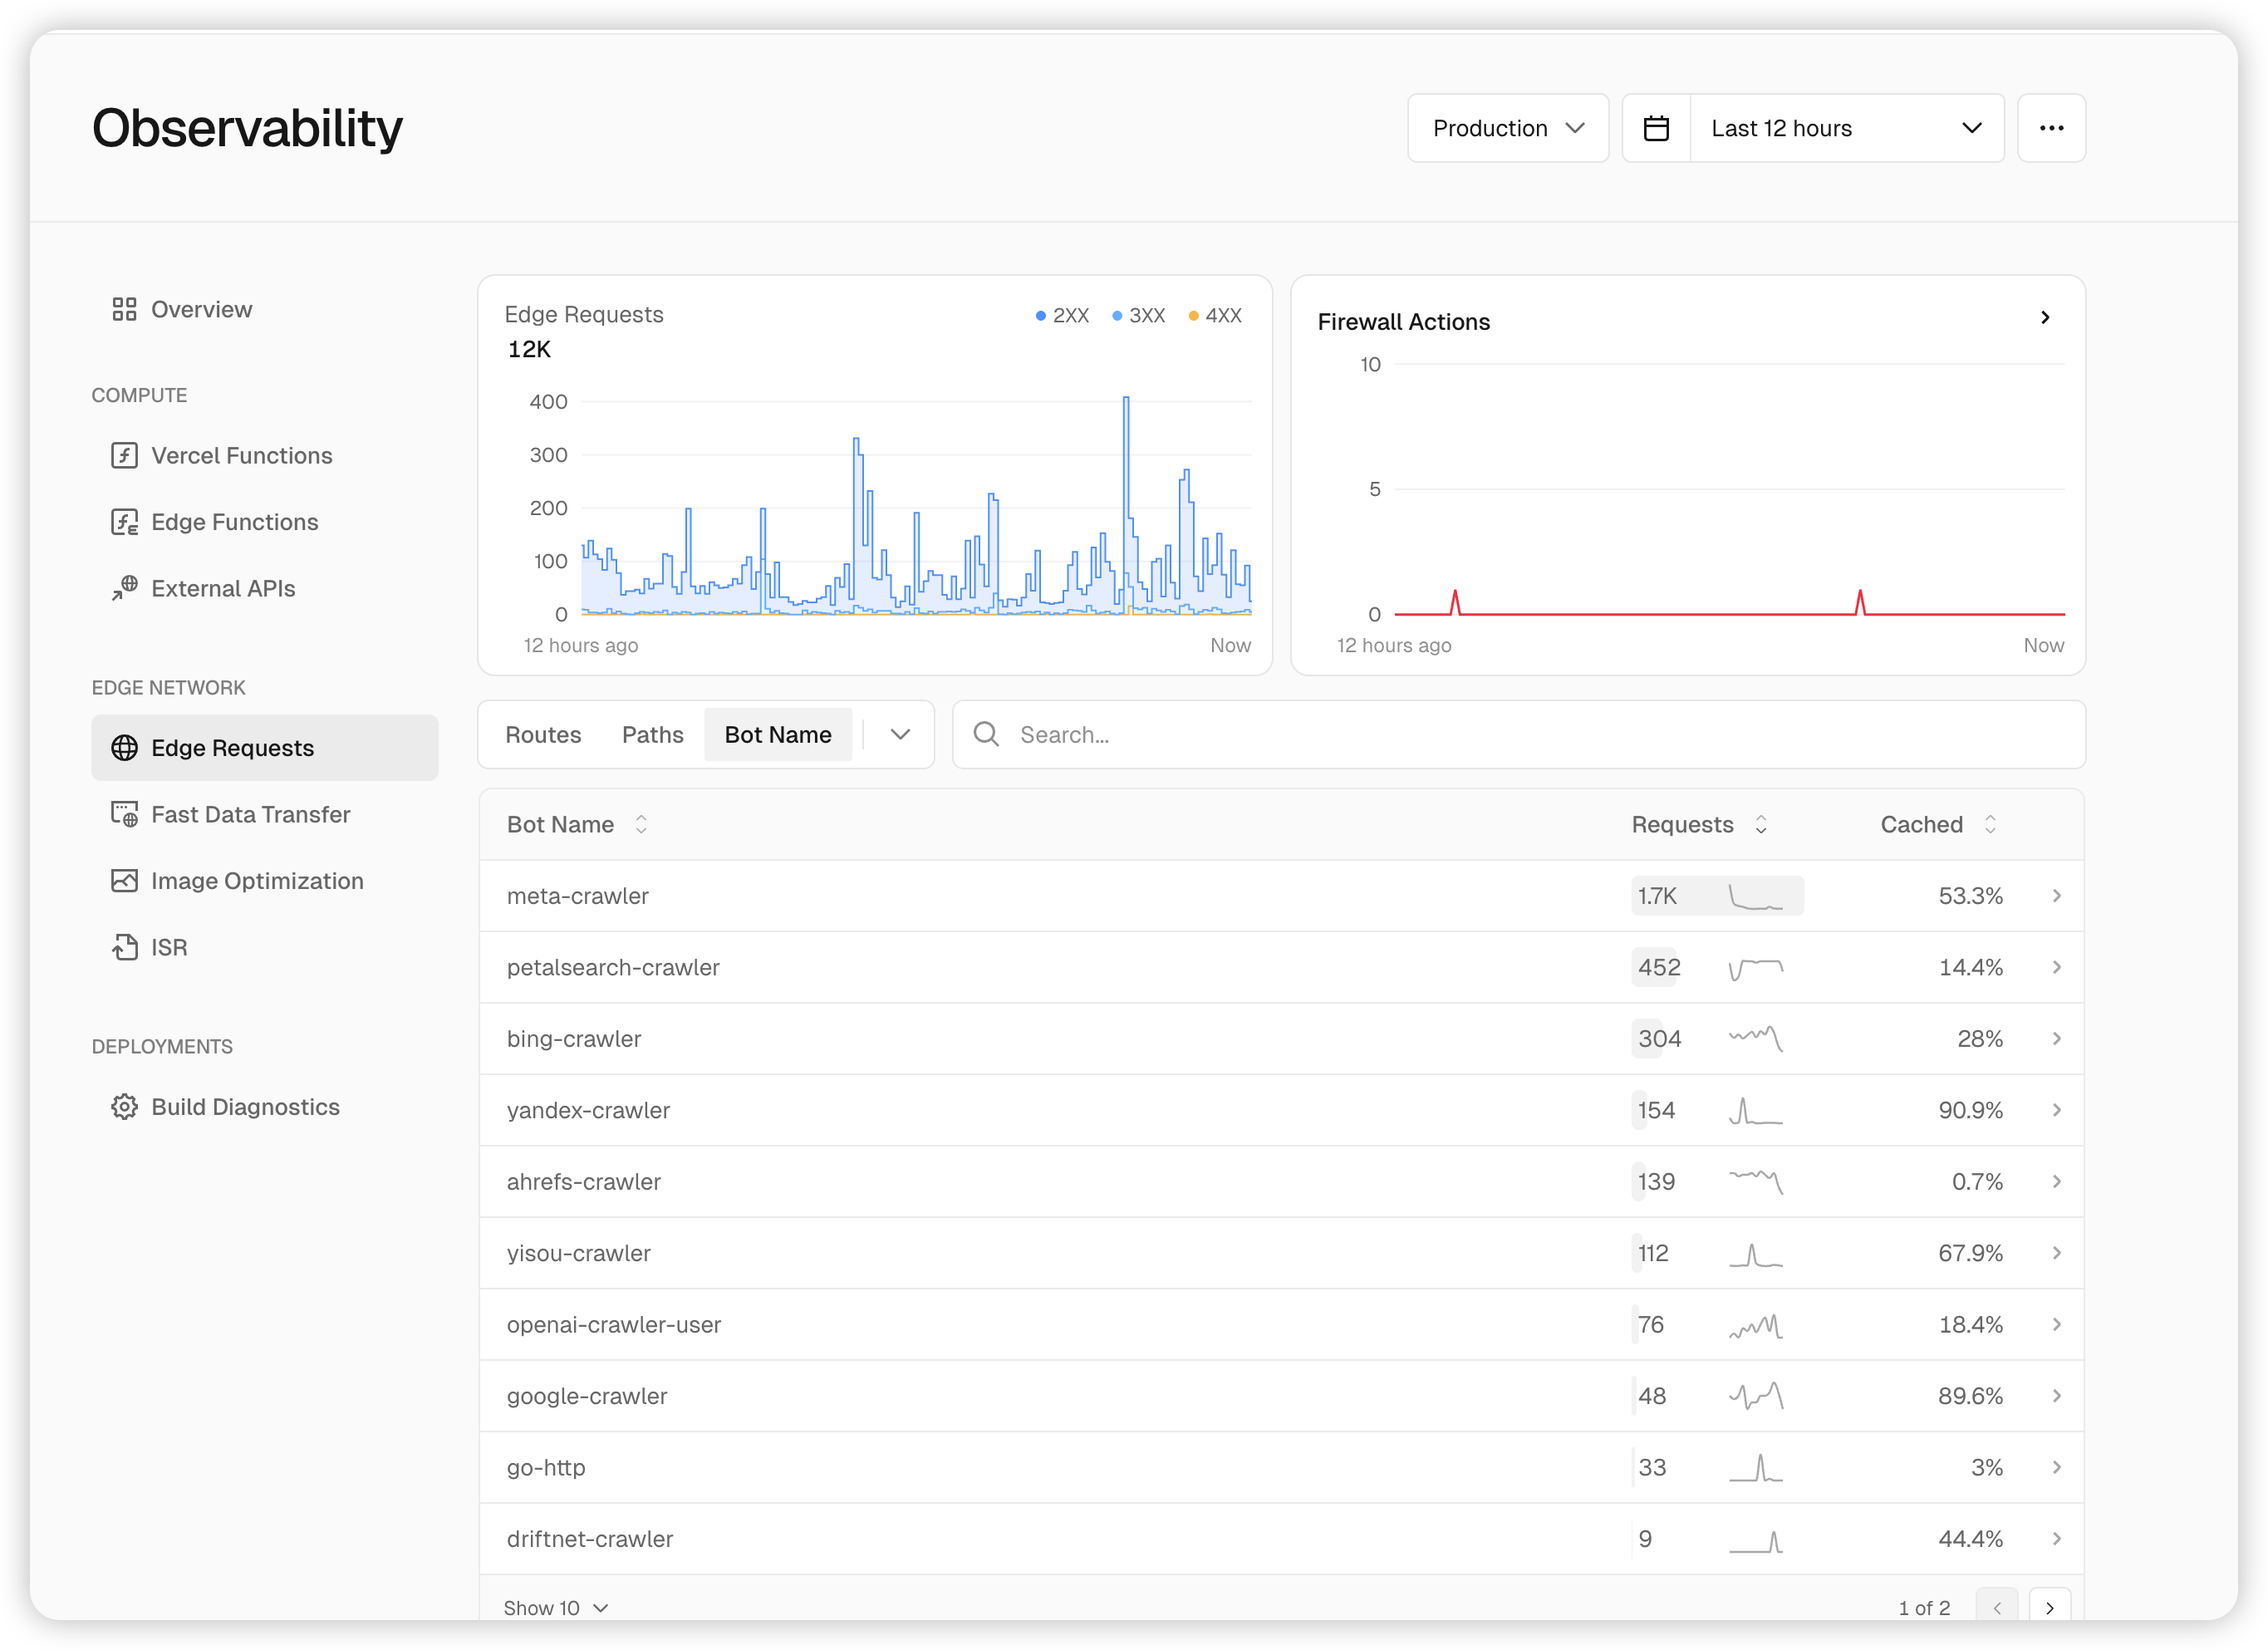 Observability
Production
Last 12 hours
Overview
COMPUTE
Vercel Functions
Edge Functions
External APIs
EDGE NETWORK
Edge Requests
Fast Data Transfer
Image Optimization
ISR
DEPLOYMENTS
Build Diagnostics
Edge Requests
12K
2XX 3XX 4XX
400
300
200
100
0
12 hours ago Now
Firewall Actions
10
5
0
12 hours ago Now
Routes Paths Bot Name
Search...
Bot Name Requests Cached
meta-crawler 1.7K 53.3%
petalsearch-crawler 452 14.4%
bing-crawler 304 28%
yandex-crawler 154 90.9%
ahrefs-crawler 139 0.7%
yisou-crawler 112 67.9%
openai-crawler-user 76 18.4%
google-crawler 48 89.6%
go-http 33 3%
driftnet-crawler 9 44.4%
Show 10 1 of 2